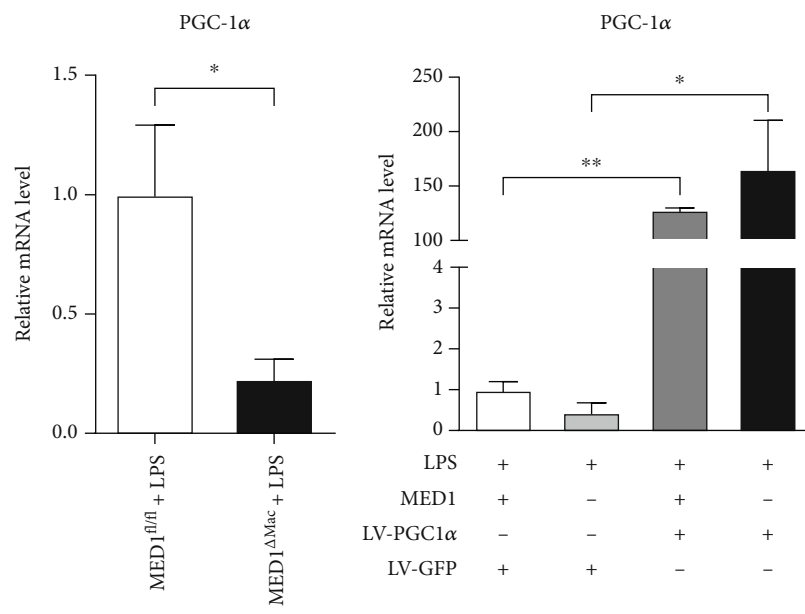 PGC-1α
*
1.5
1.0
0.5
0.0
Relative mRNA level
MED1fl/fl + LPS
MED1ΔMac + LPS
PGC-1α
*
**
250
200
150
100
4
3
2
1
0
Relative mRNA level
LPS + + + +
MED1 + – + –
LV-PGC1α – – + +
LV-GFP + + – –